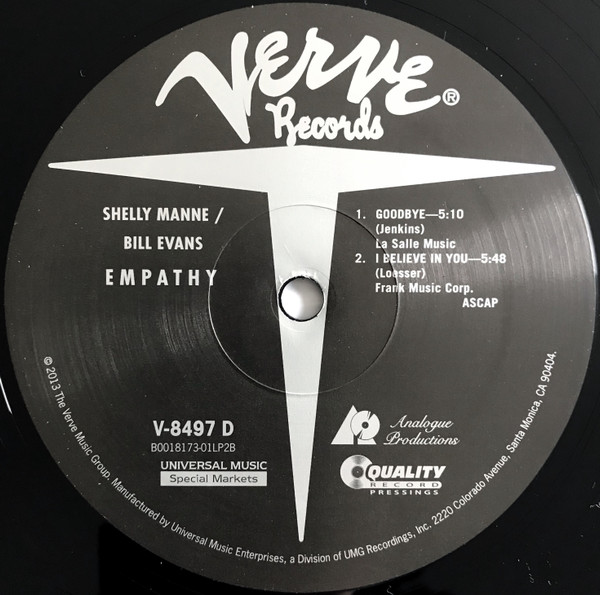 Verve®
Records
SHELLY MANNE /
BILL EVANS
EMPATHY
1. GOODBYE—5:10
(Jenkins)
La Salle Music
2. I BELIEVE IN YOU—5:48
(Loesser)
Frank Music Corp.
ASCAP
V-8497 D
B0018173-01LP2B
UNIVERSAL MUSIC
Special Markets
AP
Analogue
Productions
QUALITY
RECORD
PRESSINGS
© 2013 The Verve Music Group. Manufactured by Universal Music Enterprises, a Division of UMG Recordings, Inc. 2220 Colorado Avenue, Santa Monica, CA 90404.